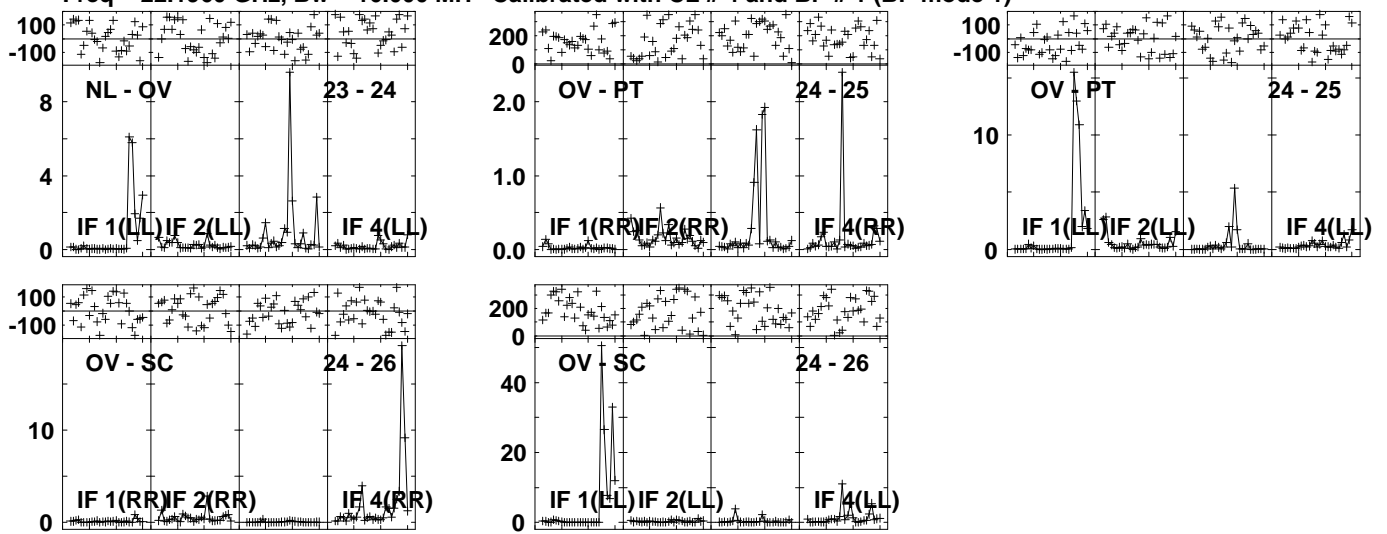 100
-100
NL - OV 23 - 24
8
4
0
IF 1(LL) IF 2(LL) IF 4(LL)
200
0
OV - PT 24 - 25
2.0
1.0
0.0
IF 1(RR) IF 2(RR) IF 4(RR)
100
-100
OV - PT 24 - 25
10
0
IF 1(LL) IF 2(LL) IF 4(LL)
100
-100
OV - SC 24 - 26
10
0
IF 1(RR) IF 2(RR) IF 4(RR)
200
0
OV - SC 24 - 26
40
20
0
IF 1(LL) IF 2(LL) IF 4(LL)